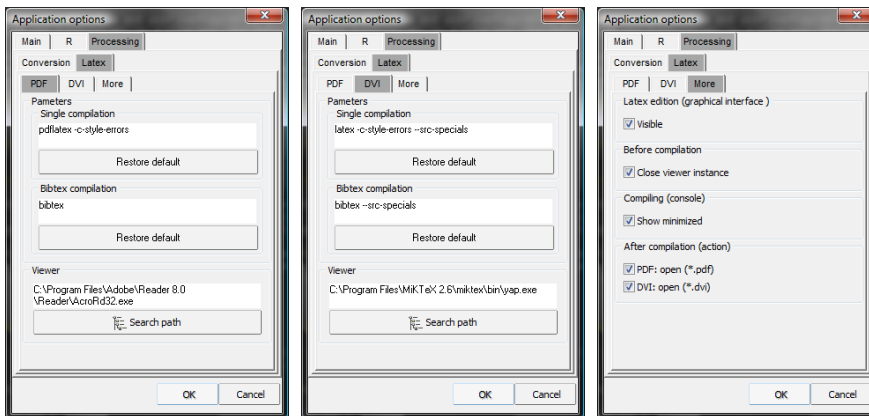 Application options
Main R Processing
Conversion Latex
PDF DVI More
Pameters
Single compilation
pdflatex -c-style-errors
Restore default
Bibtex compilation
bibtex
Restore default
Viewer
C:\Program Files\Adobe\Reader 8.0
\Reader\AcroRd32.exe
Search path
OK Cancel
Application options
Main R Processing
Conversion Latex
PDF DVI More
Pameters
Single compilation
latex -c-style-errors --src-specials
Restore default
Bibtex compilation
bibtex --src-specials
Restore default
Viewer
C:\Program Files\MiKTeX 2.6\miktex\bin\yap.exe
Search path
OK Cancel
Application options
Main R Processing
Conversion Latex
PDF DVI More
Latex edition (graphical interface )
Visible
Before compilation
Close viewer instance
Compiling (console)
Show minimized
After compilation (action)
PDF: open (*.pdf)
DVI: open (*.dvi)
OK Cancel